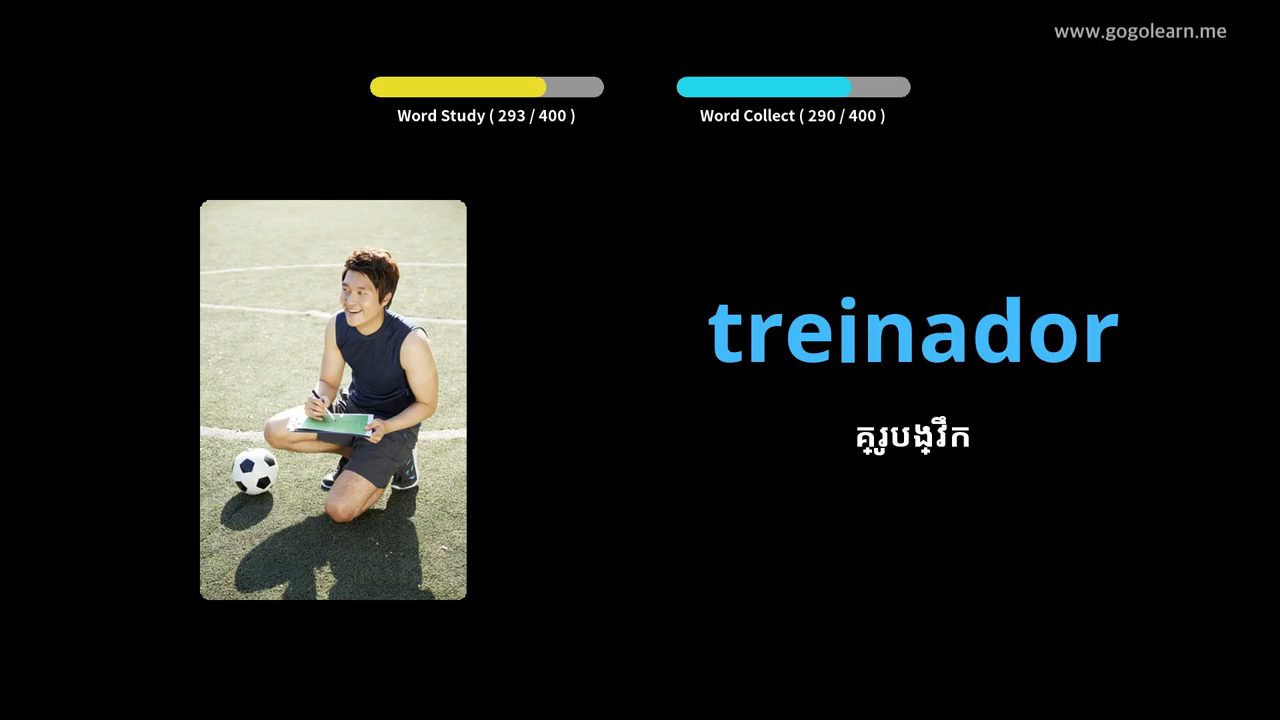 www.gogolearn.me
Word Study ( 293 / 400 )
Word Collect ( 290 / 400 )
treinador
គ្រូបង្វឹក